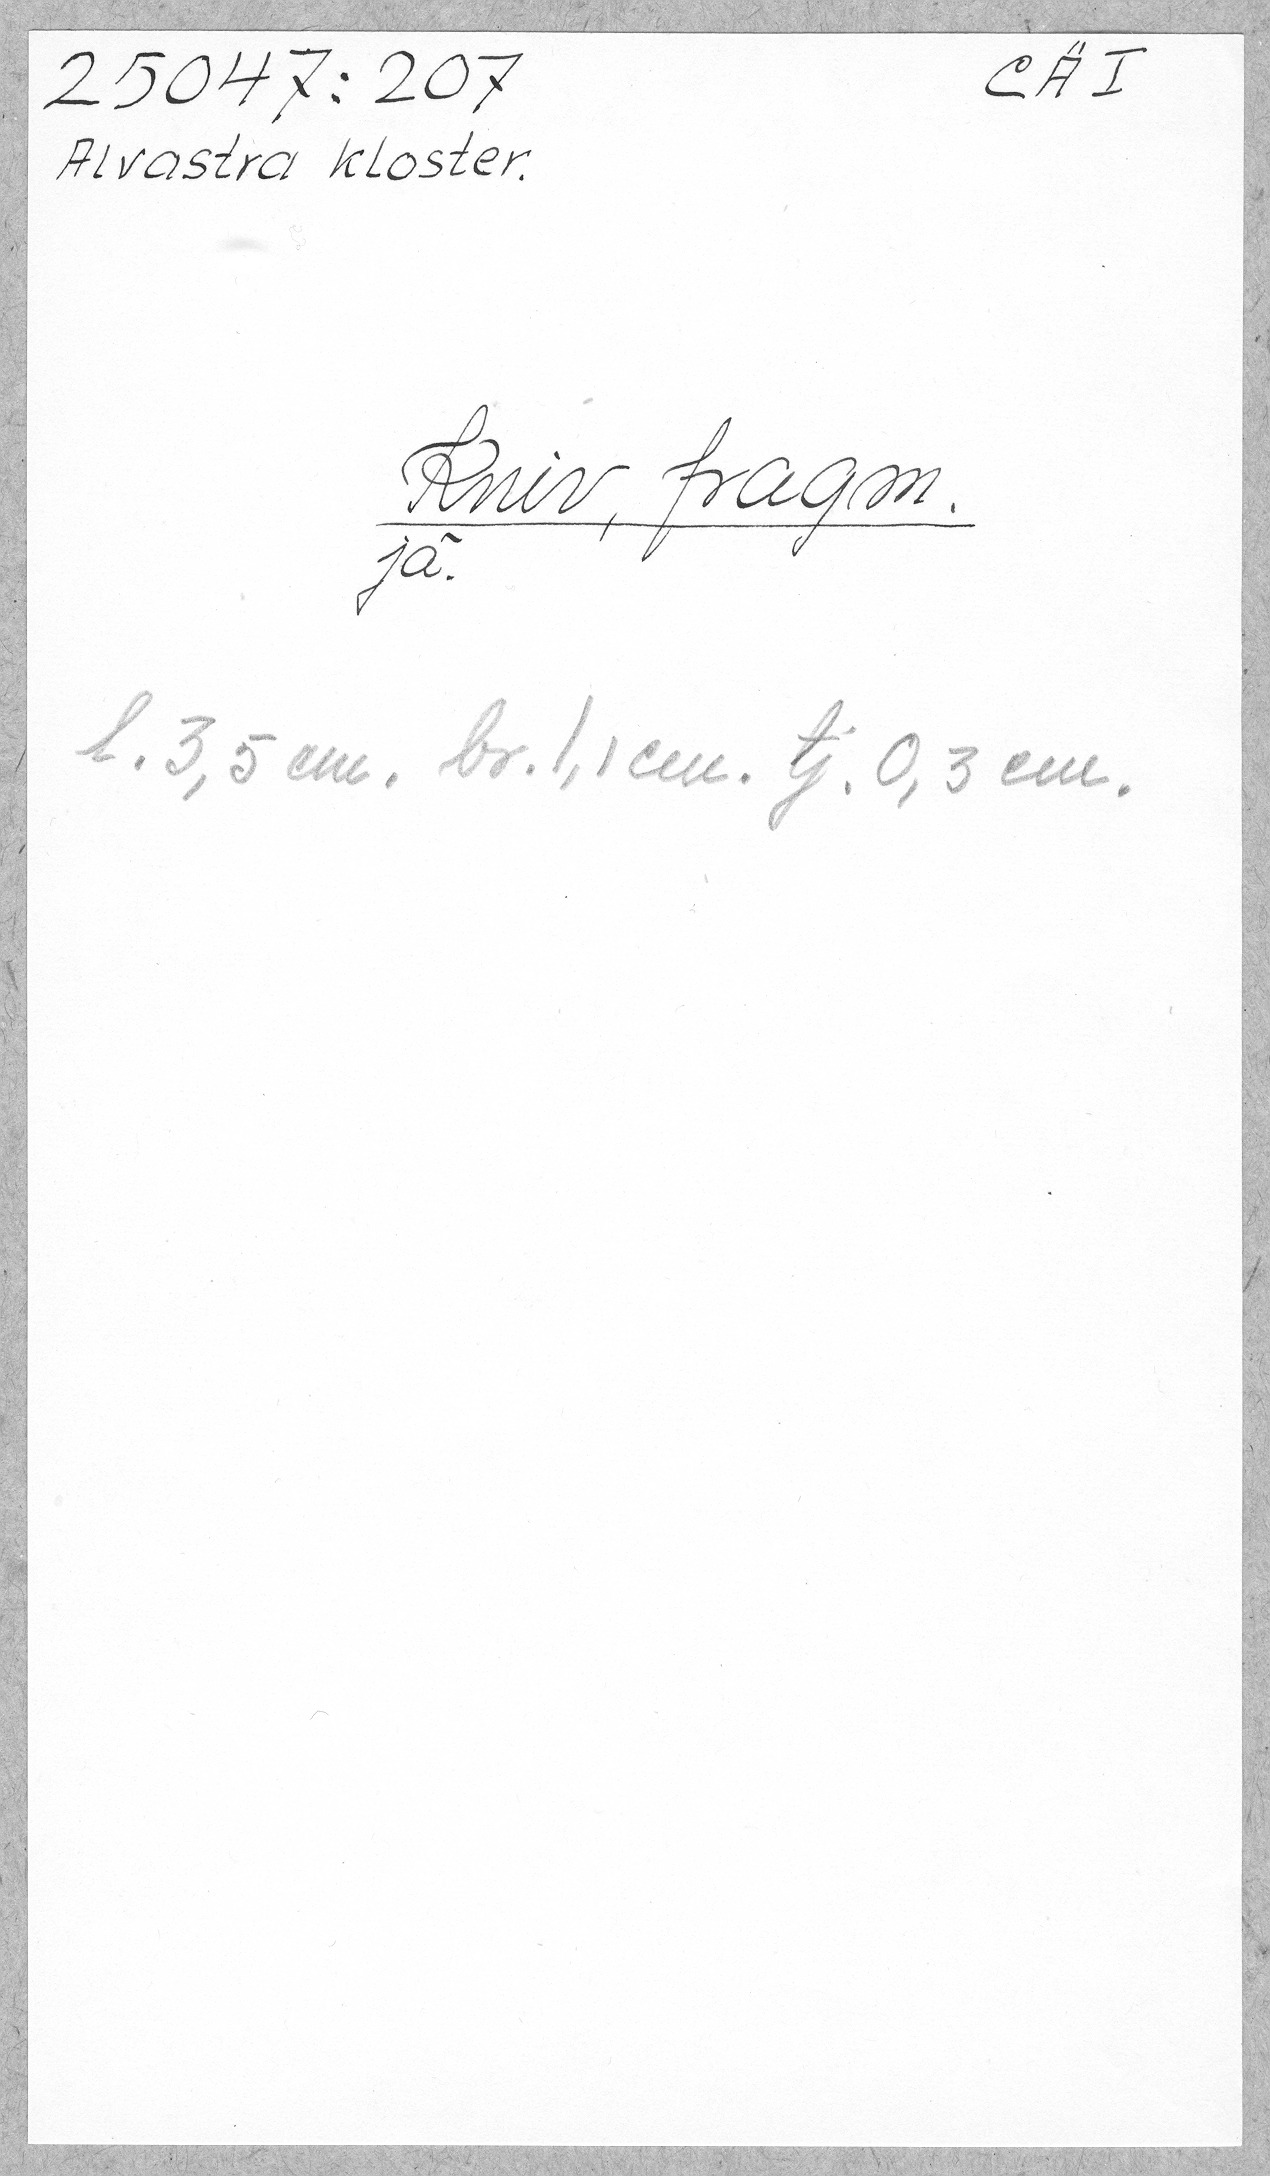 25047:207 CÄI
Alvastra kloster.
Kniv, fragm.
jä.
l. 3,5 cm. br. 1,1 cm. tj. 0,3 cm.